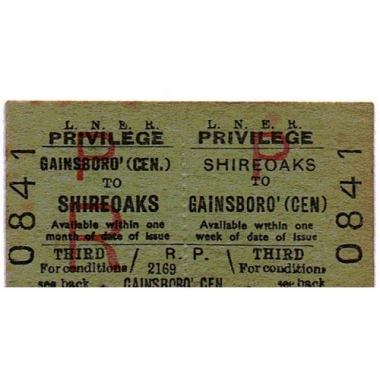 L. N. E. R. L. N. E. R.
PRIVILEGE PRIVILEGE
GAINSBORO' (CEN.) SHIREOAKS
TO TO
SHIREOAKS GAINSBORO' (CEN)
Available within one Available within one
month of date of issue week of date of issue
THIRD / R. P. \ THIRD
For conditions/ 2169 \For conditions
see back GAINSBORO' CEN see back
0841 0841
P P
R